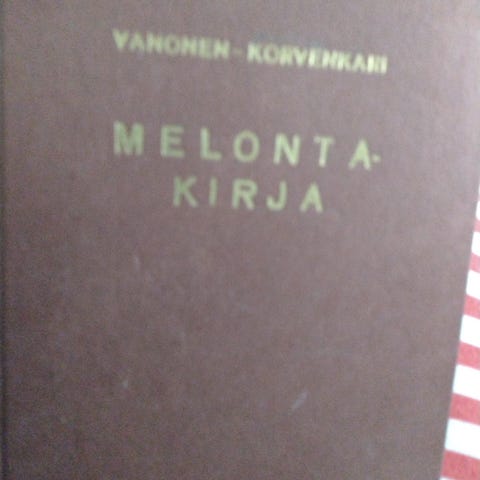 VANONEN - KORVENKARI
MELONTA-
KIRJA